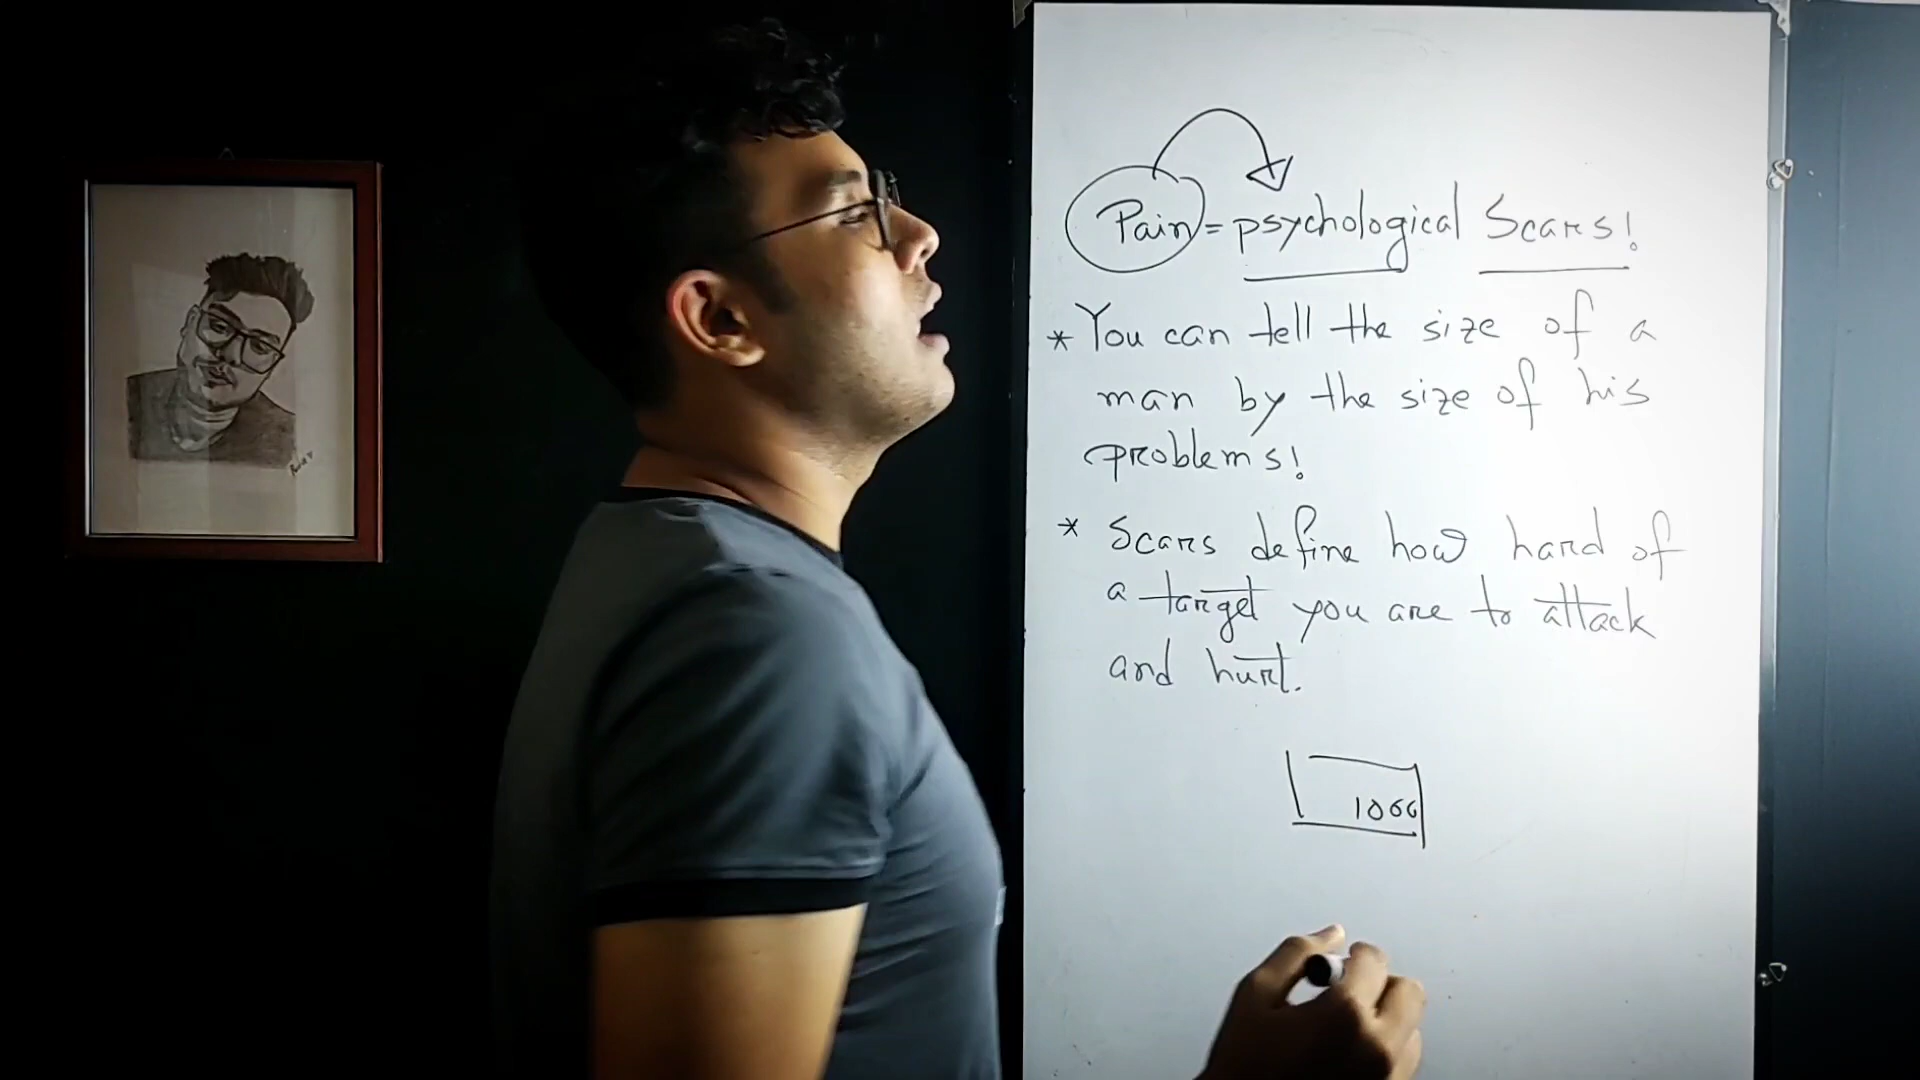 Pain = psychological Scars!
* You can tell the size of a
man by the size of his
problems!
* Scars define how hard of
a target you are to attack
and hurt.
1000